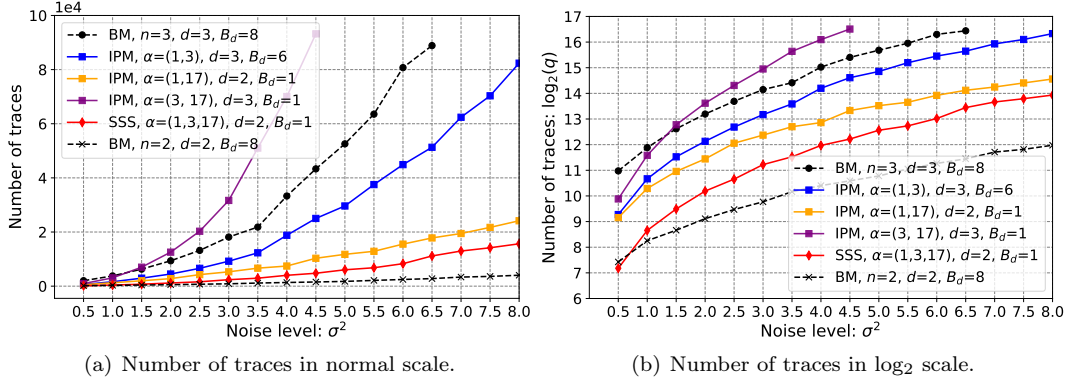 1e4
BM, n=3, d=3, B_d=8
IPM, α=(1,3), d=3, B_d=6
IPM, α=(1,17), d=2, B_d=1
IPM, α=(3, 17), d=3, B_d=1
SSS, α=(1,3,17), d=2, B_d=1
BM, n=2, d=2, B_d=8
Number of traces
10
8
6
4
2
0
0.5 1.0 1.5 2.0 2.5 3.0 3.5 4.0 4.5 5.0 5.5 6.0 6.5 7.0 7.5 8.0
Noise level: σ²
(a) Number of traces in normal scale.
Number of traces: log₂(q)
17
16
15
14
13
12
11
10
9
8
7
6
BM, n=3, d=3, B_d=8
IPM, α=(1,3), d=3, B_d=6
IPM, α=(1,17), d=2, B_d=1
IPM, α=(3, 17), d=3, B_d=1
SSS, α=(1,3,17), d=2, B_d=1
BM, n=2, d=2, B_d=8
0.5 1.0 1.5 2.0 2.5 3.0 3.5 4.0 4.5 5.0 5.5 6.0 6.5 7.0 7.5 8.0
Noise level: σ²
(b) Number of traces in log₂ scale.